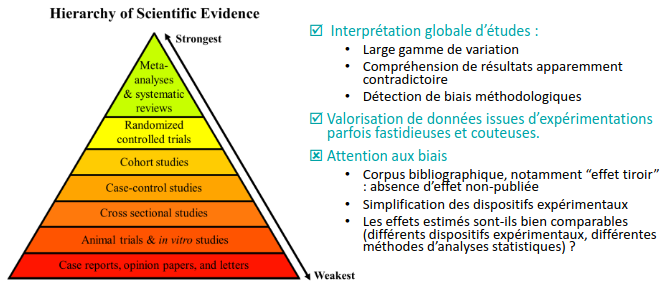 Hierarchy of Scientific Evidence
Strongest
Meta-
analyses
& systematic
reviews
Randomized
controlled trials
Cohort studies
Case-control studies
Cross sectional studies
Animal trials & in vitro studies
Case reports, opinion papers, and letters
Weakest
☑ Interprétation globale d’études :
• Large gamme de variation
• Compréhension de résultats apparemment
contradictoire
• Détection de biais méthodologiques
☑ Valorisation de données issues d’expérimentations
parfois fastidieuses et couteuses.
☒ Attention aux biais
• Corpus bibliographique, notamment “effet tiroir”
: absence d’effet non-publiée
• Simplification des dispositifs expérimentaux
• Les effets estimés sont-ils bien comparables
(différents dispositifs expérimentaux, différentes
méthodes d’analyses statistiques) ?